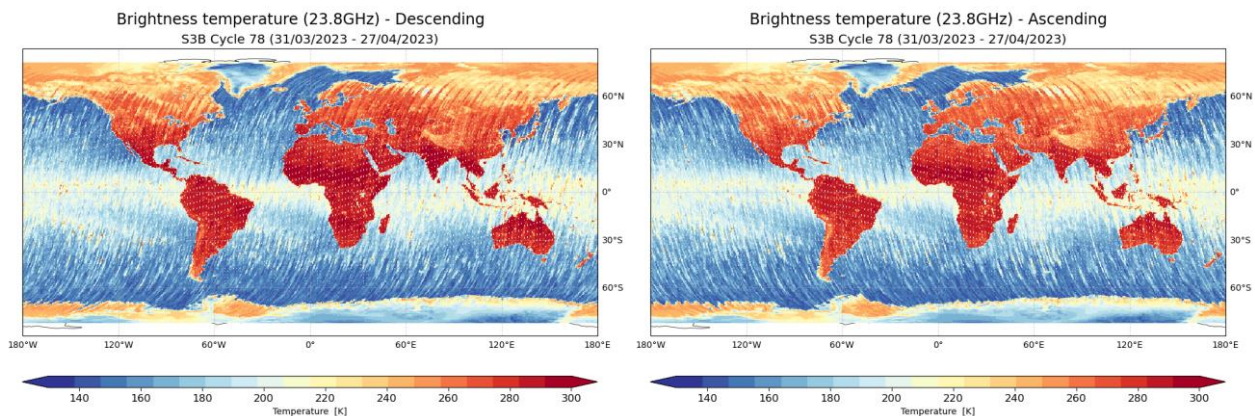 Brightness temperature (23.8GHz) - Descending
S3B Cycle 78 (31/03/2023 - 27/04/2023)
60°N
30°N
0°
30°S
60°S
180°W 120°W 60°W 0° 60°E 120°E 180°E
140 160 180 200 220 240 260 280 300
Temperature [K]
Brightness temperature (23.8GHz) - Ascending
S3B Cycle 78 (31/03/2023 - 27/04/2023)
60°N
30°N
0°
30°S
60°S
180°W 120°W 60°W 0° 60°E 120°E 180°E
140 160 180 200 220 240 260 280 300
Temperature [K]